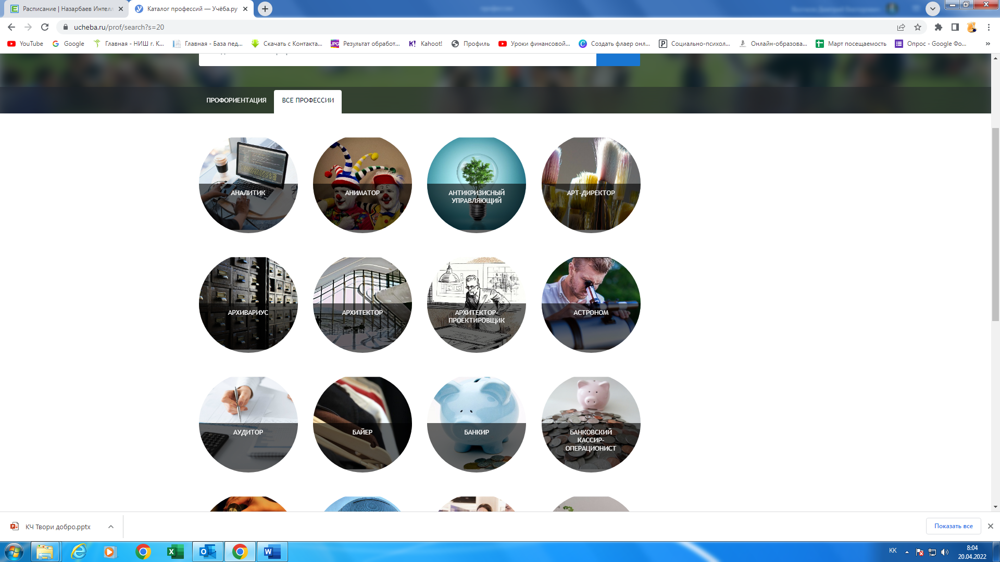 Расписание | Назарбаев Интелл
Каталог профессий — Учёба.ру
ucheba.ru/prof/search?s=20
YouTube
Google
Главная - НИШ г. К...
Главная - База пед...
Скачать с Контакта...
Результат обработ...
Kahoot!
Профиль
Уроки финансовой...
Создать флаер онл...
Социально-психол...
Онлайн-образова...
Март посещаемость
Опрос - Google Фо...
ПРОФОРИЕНТАЦИЯ
ВСЕ ПРОФЕССИИ
АНАЛИТИК
АНИМАТОР
АНТИКРИЗИСНЫЙ
УПРАВЛЯЮЩИЙ
АРТ-ДИРЕКТОР
АРХИВАРИУС
АРХИТЕКТОР
АРХИТЕКТОР-
ПРОЕКТИРОВЩИК
АСТРОНОМ
АУДИТОР
БАЙЕР
БАНКИР
БАНКОВСКИЙ
КАССИР-
ОПЕРАЦИОНИСТ
КЧ Твори добро.pptx
Показать все
KK
8:04
20.04.2022